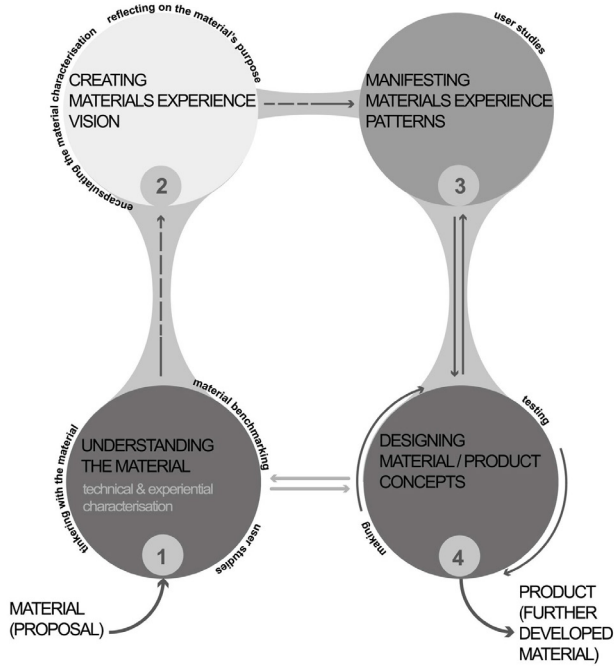 reflecting on the material's purpose
encapsulating the material characterisation
CREATING
MATERIALS EXPERIENCE
VISION
2
user studies
MANIFESTING
MATERIALS EXPERIENCE
PATTERNS
3
material benchmarking
tinkering with the material
UNDERSTANDING
THE MATERIAL
technical & experiential
characterisation
user studies
1
testing
DESIGNING
MATERIAL / PRODUCT
CONCEPTS
making
4
MATERIAL
(PROPOSAL)
PRODUCT
(FURTHER
DEVELOPED
MATERIAL)